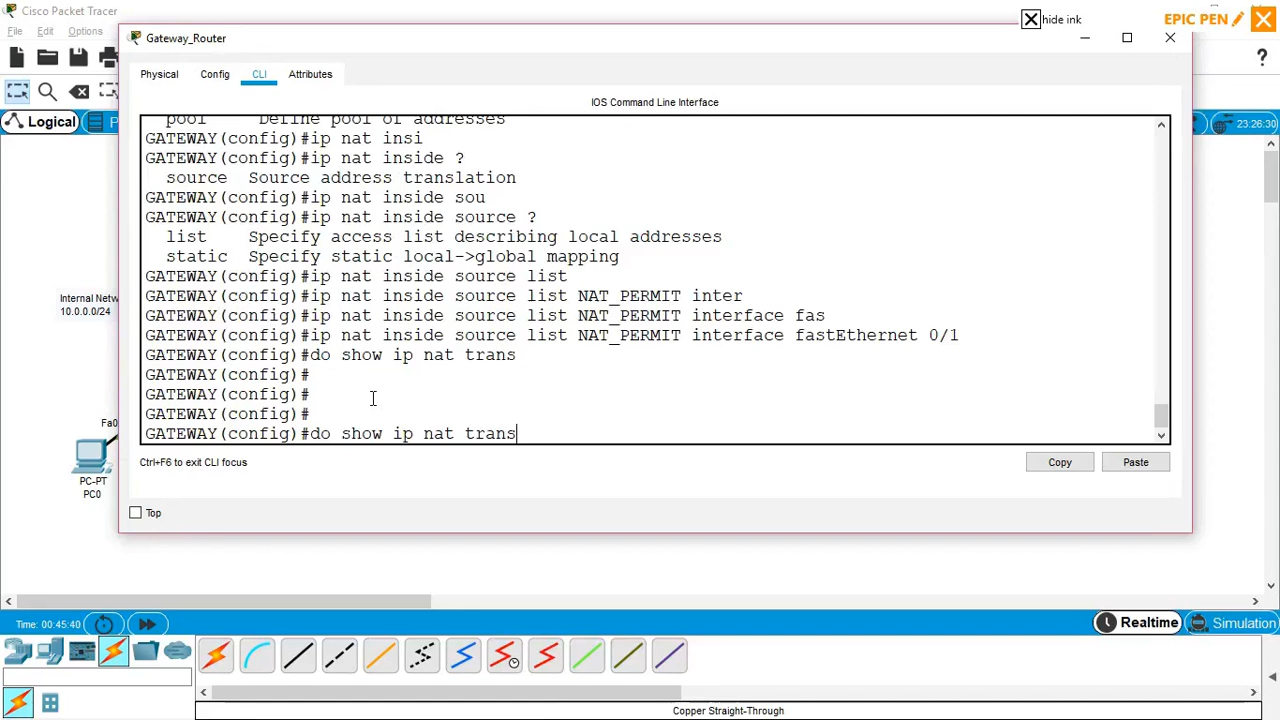 Cisco Packet Tracer
hide ink
EPIC PEN
File Edit Options
Gateway_Router
Physical Config CLI Attributes
IOS Command Line Interface
Logical
P
23:26:30
pool Define pool of addresses
GATEWAY(config)#ip nat insi
GATEWAY(config)#ip nat inside ?
source Source address translation
GATEWAY(config)#ip nat inside sou
GATEWAY(config)#ip nat inside source ?
list Specify access list describing local addresses
static Specify static local->global mapping
GATEWAY(config)#ip nat inside source list
GATEWAY(config)#ip nat inside source list NAT_PERMIT inter
GATEWAY(config)#ip nat inside source list NAT_PERMIT interface fas
GATEWAY(config)#ip nat inside source list NAT_PERMIT interface fastEthernet 0/1
GATEWAY(config)#do show ip nat trans
GATEWAY(config)#
GATEWAY(config)#
GATEWAY(config)#
GATEWAY(config)#do show ip nat trans
Internal Netw
10.0.0.0/24
Fa0
PC-PT
PC0
Ctrl+F6 to exit CLI focus
Copy Paste
Top
Time: 00:45:40
Realtime
Simulation
Copper Straight-Through